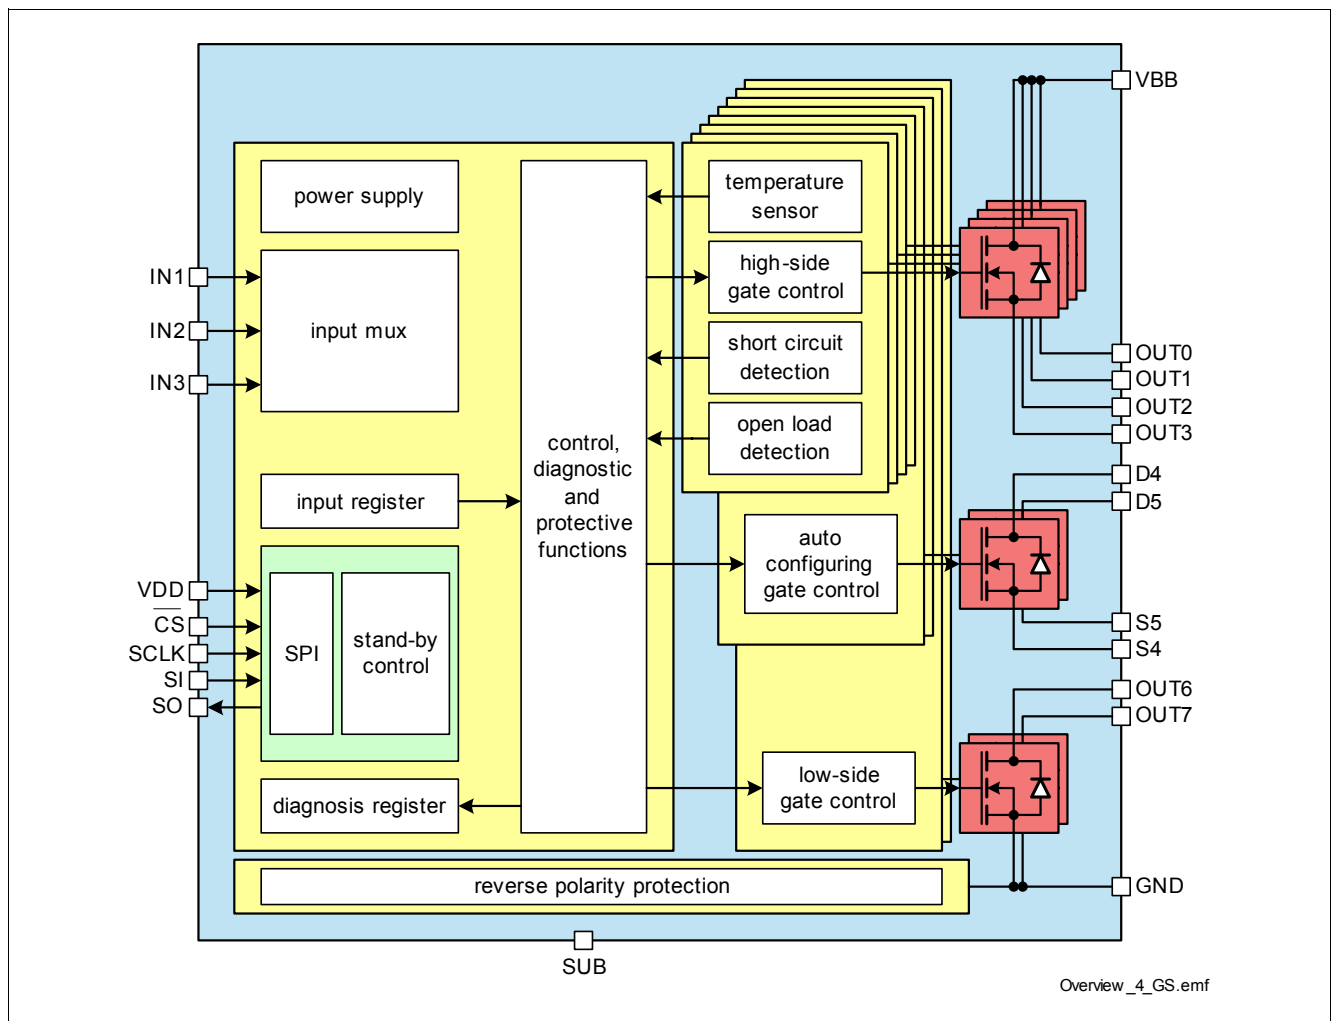 VBB
power supply
temperature
sensor
IN1
IN2
IN3
input mux
high-side
gate control
short circuit
detection
open load
detection
OUT0
OUT1
OUT2
OUT3
control,
diagnostic
and
protective
functions
input register
D4
D5
auto
configuring
gate control
VDD
CS
SCLK
SI
SO
SPI
stand-by
control
S5
S4
OUT6
OUT7
low-side
gate control
diagnosis register
reverse polarity protection
GND
SUB
Overview_4_GS.emf